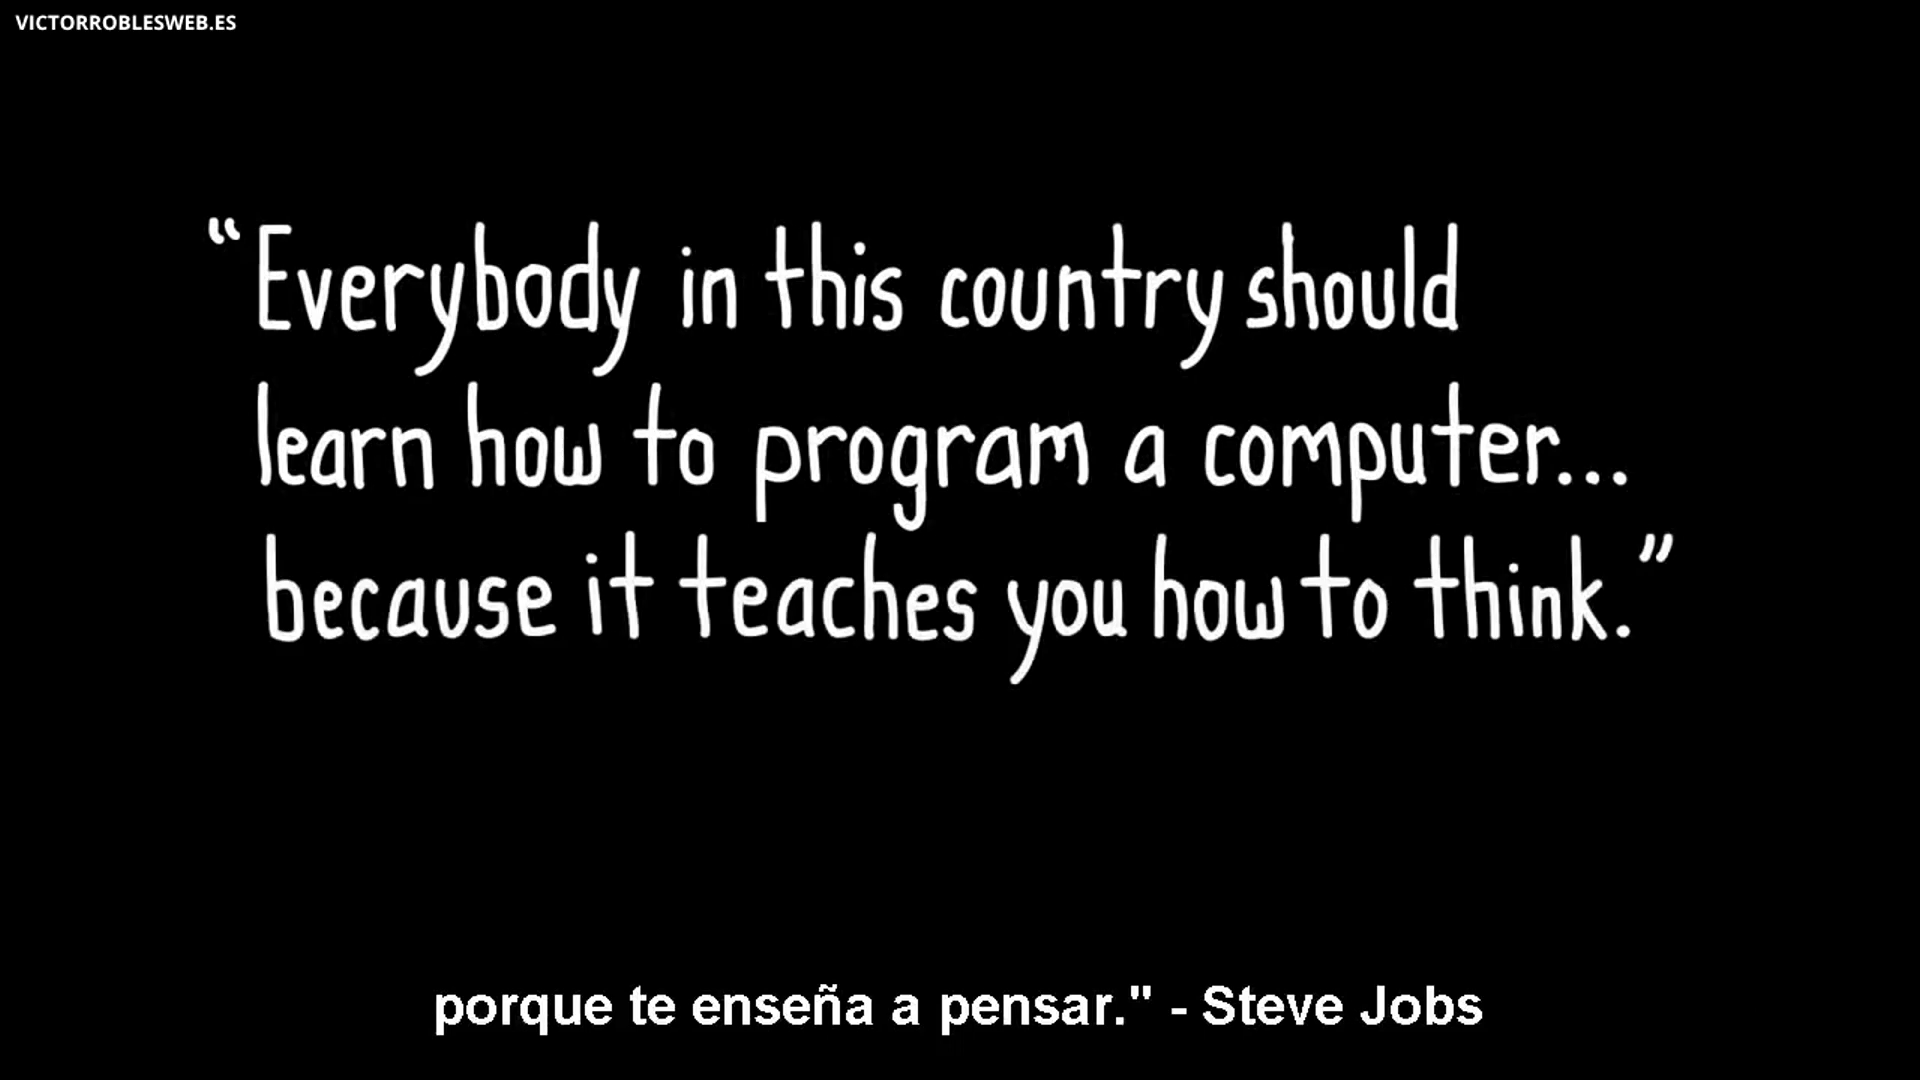 VICTORROBLESWEB.ES
“Everybody in this country should
learn how to program a computer...
because it teaches you how to think.”
porque te enseña a pensar." - Steve Jobs